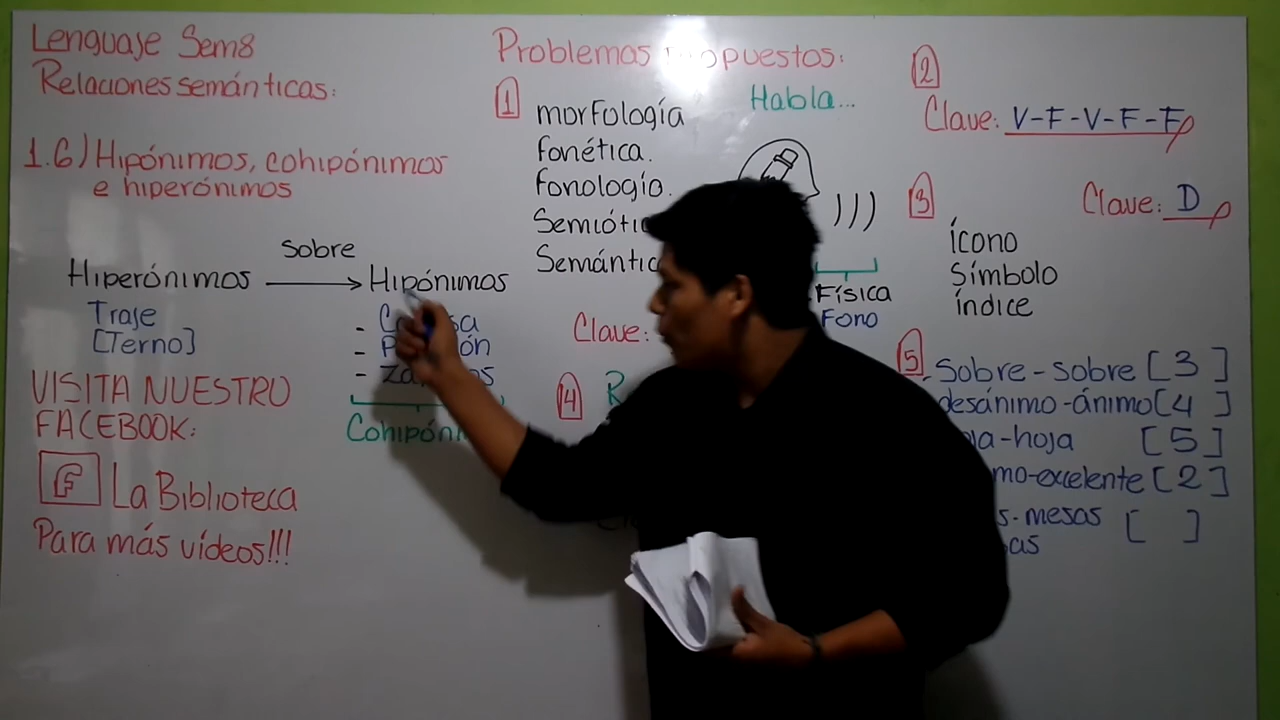 Lenguaje Sem8
Relaciones semánticas:
1.6) Hipónimos, cohipónimos
e hiperónimos
sobre
Hiperónimos → Hipónimos
Traje
[Terno]
-
-
-
VISITA NUESTRO
FACEBOOK:
F La Biblioteca
Para más vídeos!!!
Problemas
1
Habla...
morfología
fonética.
fonología.
)))
Física
Fono
Clave:
4
2
Clave: V-F-V-F-F
3
Clave: D
Ícono
Símbolo
índice
5
Sobre-sobre [3]
desánimo-ánimo [4]
-hoja [5]
-excelente [2]
mesas [ ]